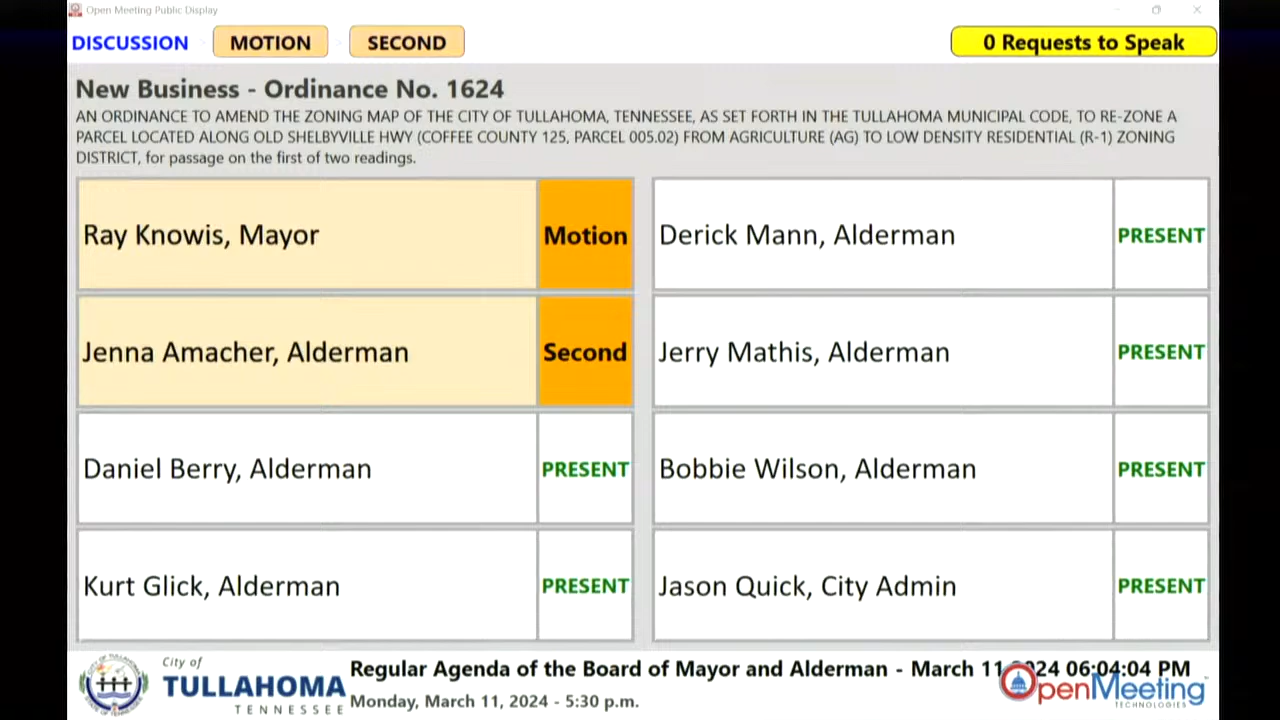 Open Meeting Public Display
DISCUSSION MOTION SECOND 0 Requests to Speak
New Business - Ordinance No. 1624
AN ORDINANCE TO AMEND THE ZONING MAP OF THE CITY OF TULLAHOMA, TENNESSEE, AS SET FORTH IN THE TULLAHOMA MUNICIPAL CODE, TO RE-ZONE A
PARCEL LOCATED ALONG OLD SHELBYVILLE HWY (COFFEE COUNTY 125, PARCEL 005.02) FROM AGRICULTURE (AG) TO LOW DENSITY RESIDENTIAL (R-1) ZONING
DISTRICT, for passage on the first of two readings.
Ray Knowis, Mayor Motion
Jenna Amacher, Alderman Second
Daniel Berry, Alderman PRESENT
Kurt Glick, Alderman PRESENT
Derick Mann, Alderman PRESENT
Jerry Mathis, Alderman PRESENT
Bobbie Wilson, Alderman PRESENT
Jason Quick, City Admin PRESENT
City of
TULLAHOMA
TENNESSEE
Regular Agenda of the Board of Mayor and Alderman - March 11 2024 06:04:04 PM
Monday, March 11, 2024 - 5:30 p.m.
OpenMeeting
TECHNOLOGIES